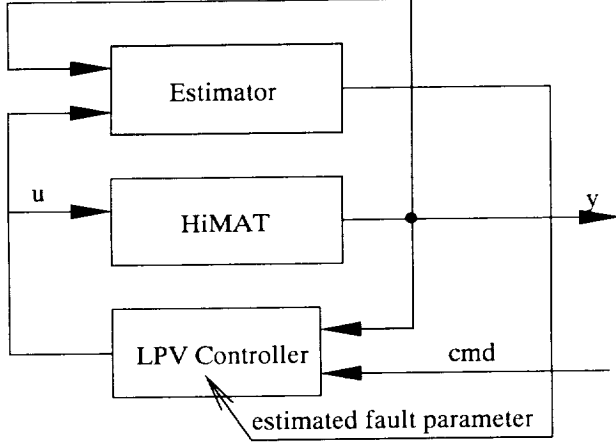 Estimator
u
HiMAT
y
LPV Controller
cmd
estimated fault parameter